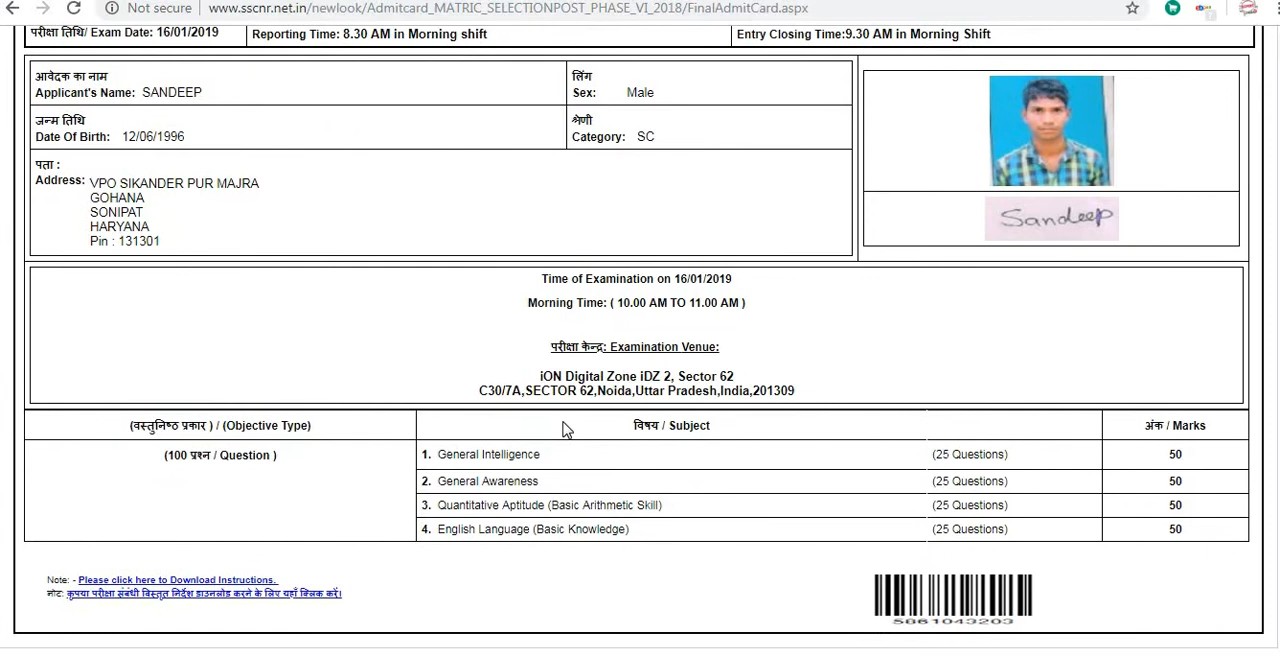 Not secure | www.sscnr.net.in/newlook/Admitcard_MATRIC_SELECTIONPOST_PHASE_VI_2018/FinalAdmitCard.aspx
परीक्षा तिथि/ Exam Date: 16/01/2019 Reporting Time: 8.30 AM in Morning shift Entry Closing Time:9.30 AM in Morning Shift
आवेदक का नाम लिंग
Applicant's Name: SANDEEP Sex: Male
जन्म तिथि श्रेणी
Date Of Birth: 12/06/1996 Category: SC
पता :
Address: VPO SIKANDER PUR MAJRA
GOHANA
SONIPAT
HARYANA
Pin : 131301
Sandeep
Time of Examination on 16/01/2019
Morning Time: ( 10.00 AM TO 11.00 AM )
परीक्षा केन्द्र: Examination Venue:
iON Digital Zone iDZ 2, Sector 62
C30/7A,SECTOR 62,Noida,Uttar Pradesh,India,201309
(वस्तुनिष्ठ प्रकार ) / (Objective Type) विषय / Subject अंक / Marks
(100 प्रश्न / Question ) 1. General Intelligence (25 Questions) 50
2. General Awareness (25 Questions) 50
3. Quantitative Aptitude (Basic Arithmetic Skill) (25 Questions) 50
4. English Language (Basic Knowledge) (25 Questions) 50
Note: - Please click here to Download Instructions.
नोट: कृपया परीक्षा संबंधी विस्तृत निर्देश डाउनलोड करने के लिए यहाँ क्लिक करें।
5861043203